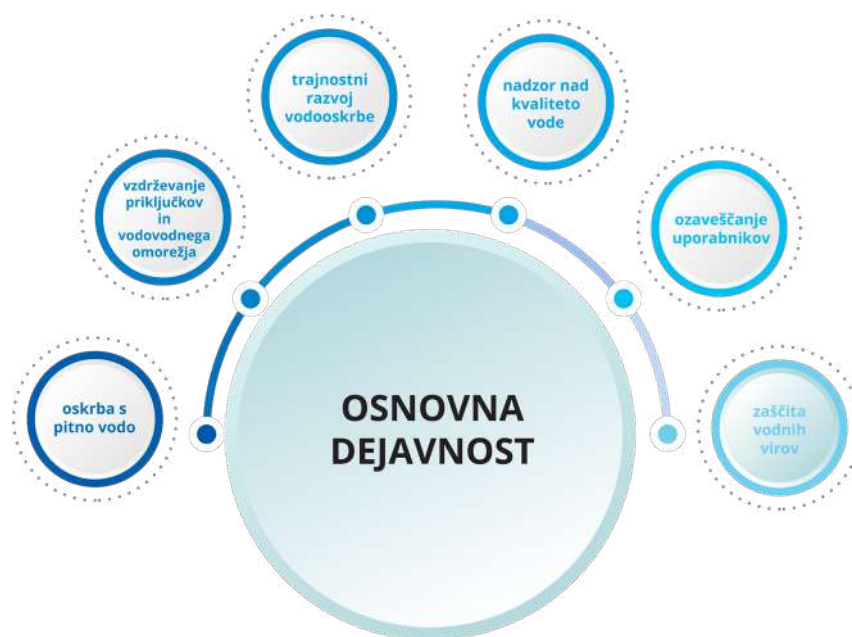 oskrba s
pitno vodo
vzdrževanje
priključkov
in
vodovodnega
omorežja
trajnostni
razvoj
vodooskrbe
nadzor nad
kvaliteto
vode
ozaveščanje
uporabnikov
zaščita
vodnih
virov
OSNOVNA
DEJAVNOST